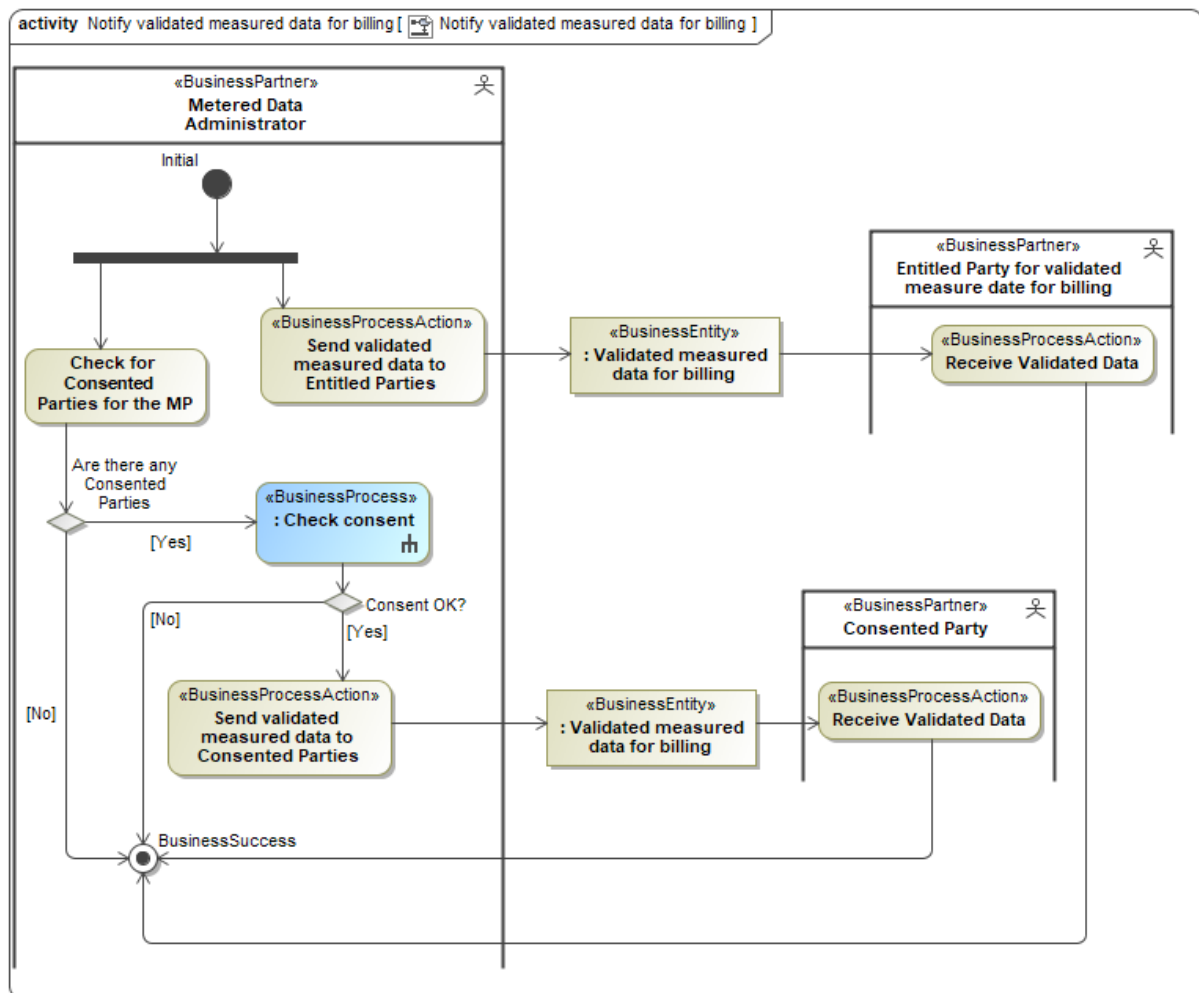 activity Notify validated measured data for billing [ Notify validated measured data for billing ]
«BusinessPartner»
Metered Data
Administrator
Initial
«BusinessPartner»
Entitled Party for validated
measure date for billing
«BusinessProcessAction»
Send validated
measured data to
Entitled Parties
«BusinessEntity»
: Validated measured
data for billing
«BusinessProcessAction»
Receive Validated Data
Check for
Consented
Parties for the MP
Are there any
Consented
Parties
[Yes]
«BusinessProcess»
: Check consent
Consent OK?
[No]
[Yes]
«BusinessPartner»
Consented Party
[No]
«BusinessProcessAction»
Send validated
measured data to
Consented Parties
«BusinessEntity»
: Validated measured
data for billing
«BusinessProcessAction»
Receive Validated Data
BusinessSuccess